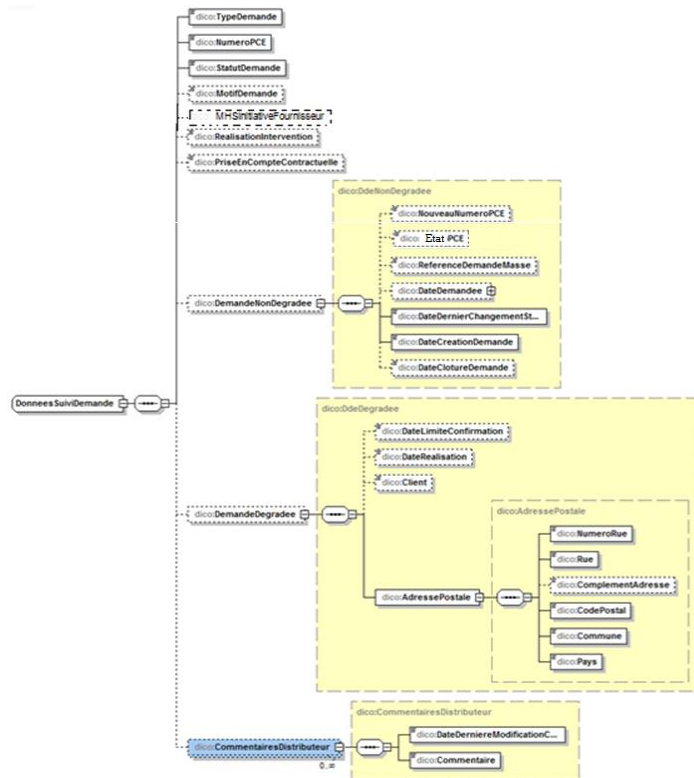 dico:TypeDemande
dico:NumeroPCE
dico:StatutDemande
dico:MotifDemande
MHSInitiativeFournisseur
dico:RealisationIntervention
dico:PriseEnCompteContractuelle
dico:DdeNonDegradee
dico:NouveauNumeroPCE
dico: Etat PCE
dico:ReferenceDemandeMasse
dico:DateDemandee
dico:DemandeNonDegradee
dico:DateDernierChangementSt...
dico:DateCreationDemande
dico:DateClotureDemande
DonneesSuiviDemande
dico:DdeDegradee
dico:DateLimiteConfirmation
dico:DateRealisation
dico:Client
dico:DemandeDegradee
dico:AdressePostale
dico:NumeroRue
dico:Rue
dico:ComplementAdresse
dico:AdressePostale
dico:CodePostal
dico:Commune
dico:Pays
dico:CommentairesDistributeur
dico:DateDerniereModificationC...
dico:CommentairesDistributeur
dico:Commentaire
0..∞